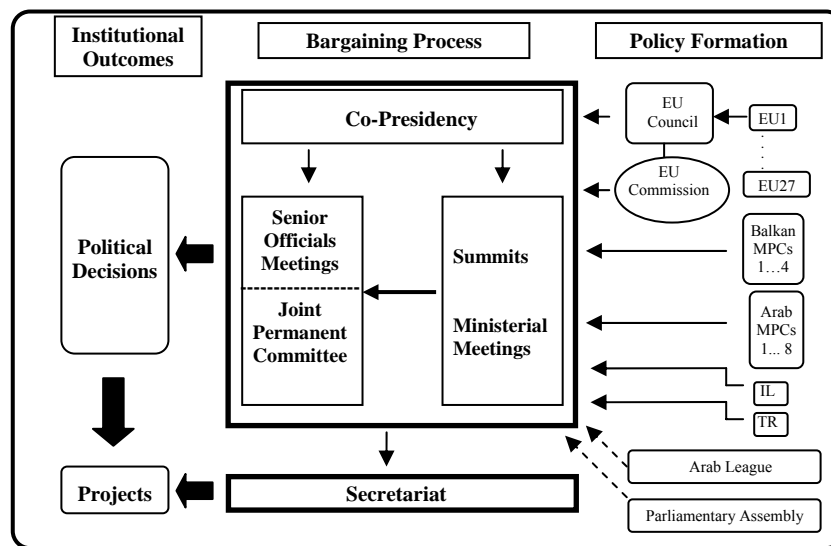 Institutional
Outcomes
Bargaining Process
Policy Formation
Co-Presidency
EU
Council
EU1
EU
Commission
EU27
Political
Decisions
Senior
Officials
Meetings
Joint
Permanent
Committee
Summits
Ministerial
Meetings
Balkan
MPCs
1…4
Arab
MPCs
1... 8
IL
TR
Arab League
Parliamentary Assembly
Projects
Secretariat